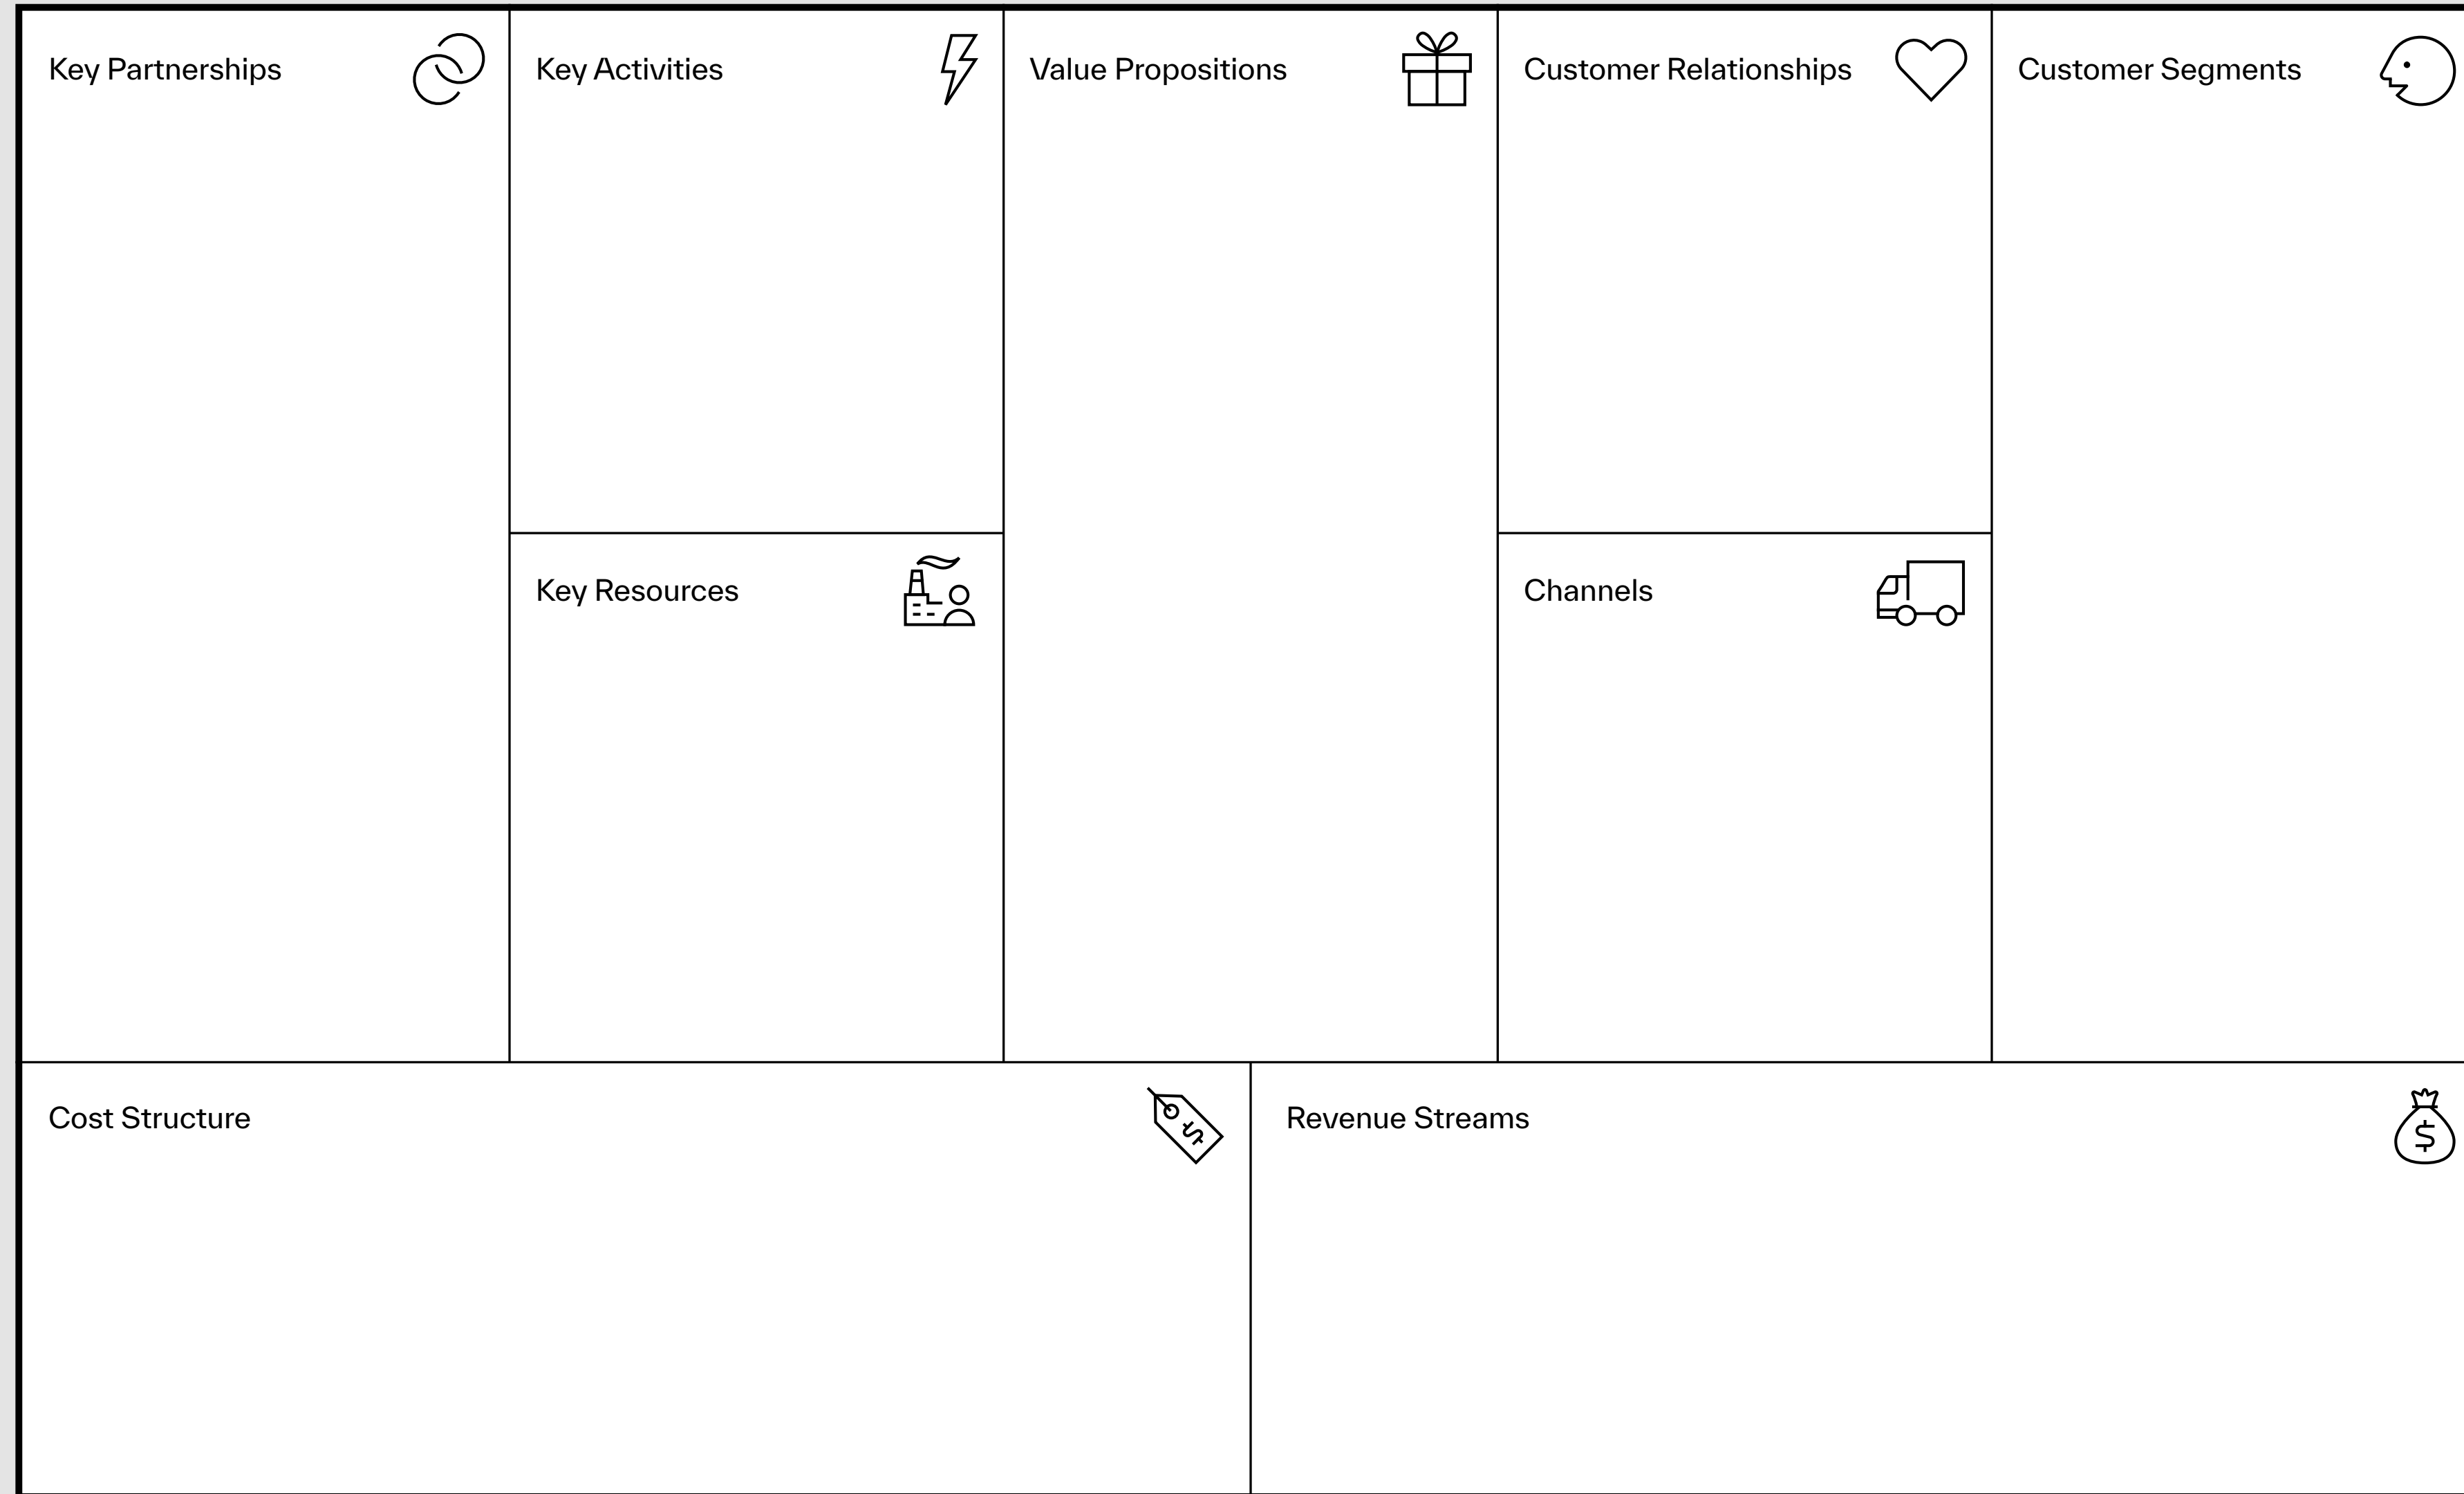 Key Partnerships
Key Activities
Value Propositions
Customer Relationships
Customer Segments
Key Resources
Channels
Cost Structure
$
Revenue Streams
$